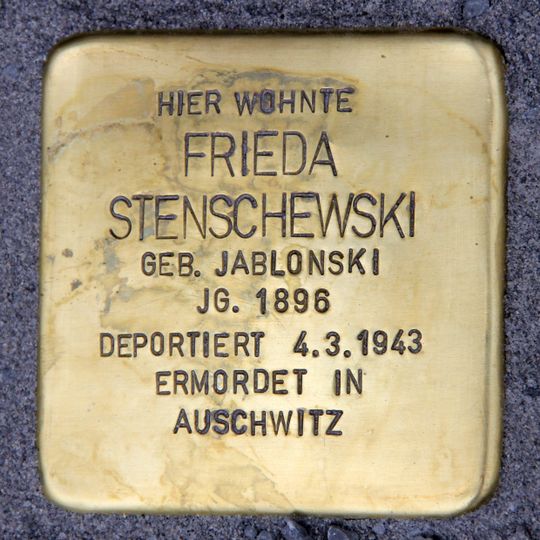 HIER WOHNTE
FRIEDA
STENSCHEWSKI
GEB. JABLONSKI
JG. 1896
DEPORTIERT 4.3.1943
ERMORDET IN
AUSCHWITZ